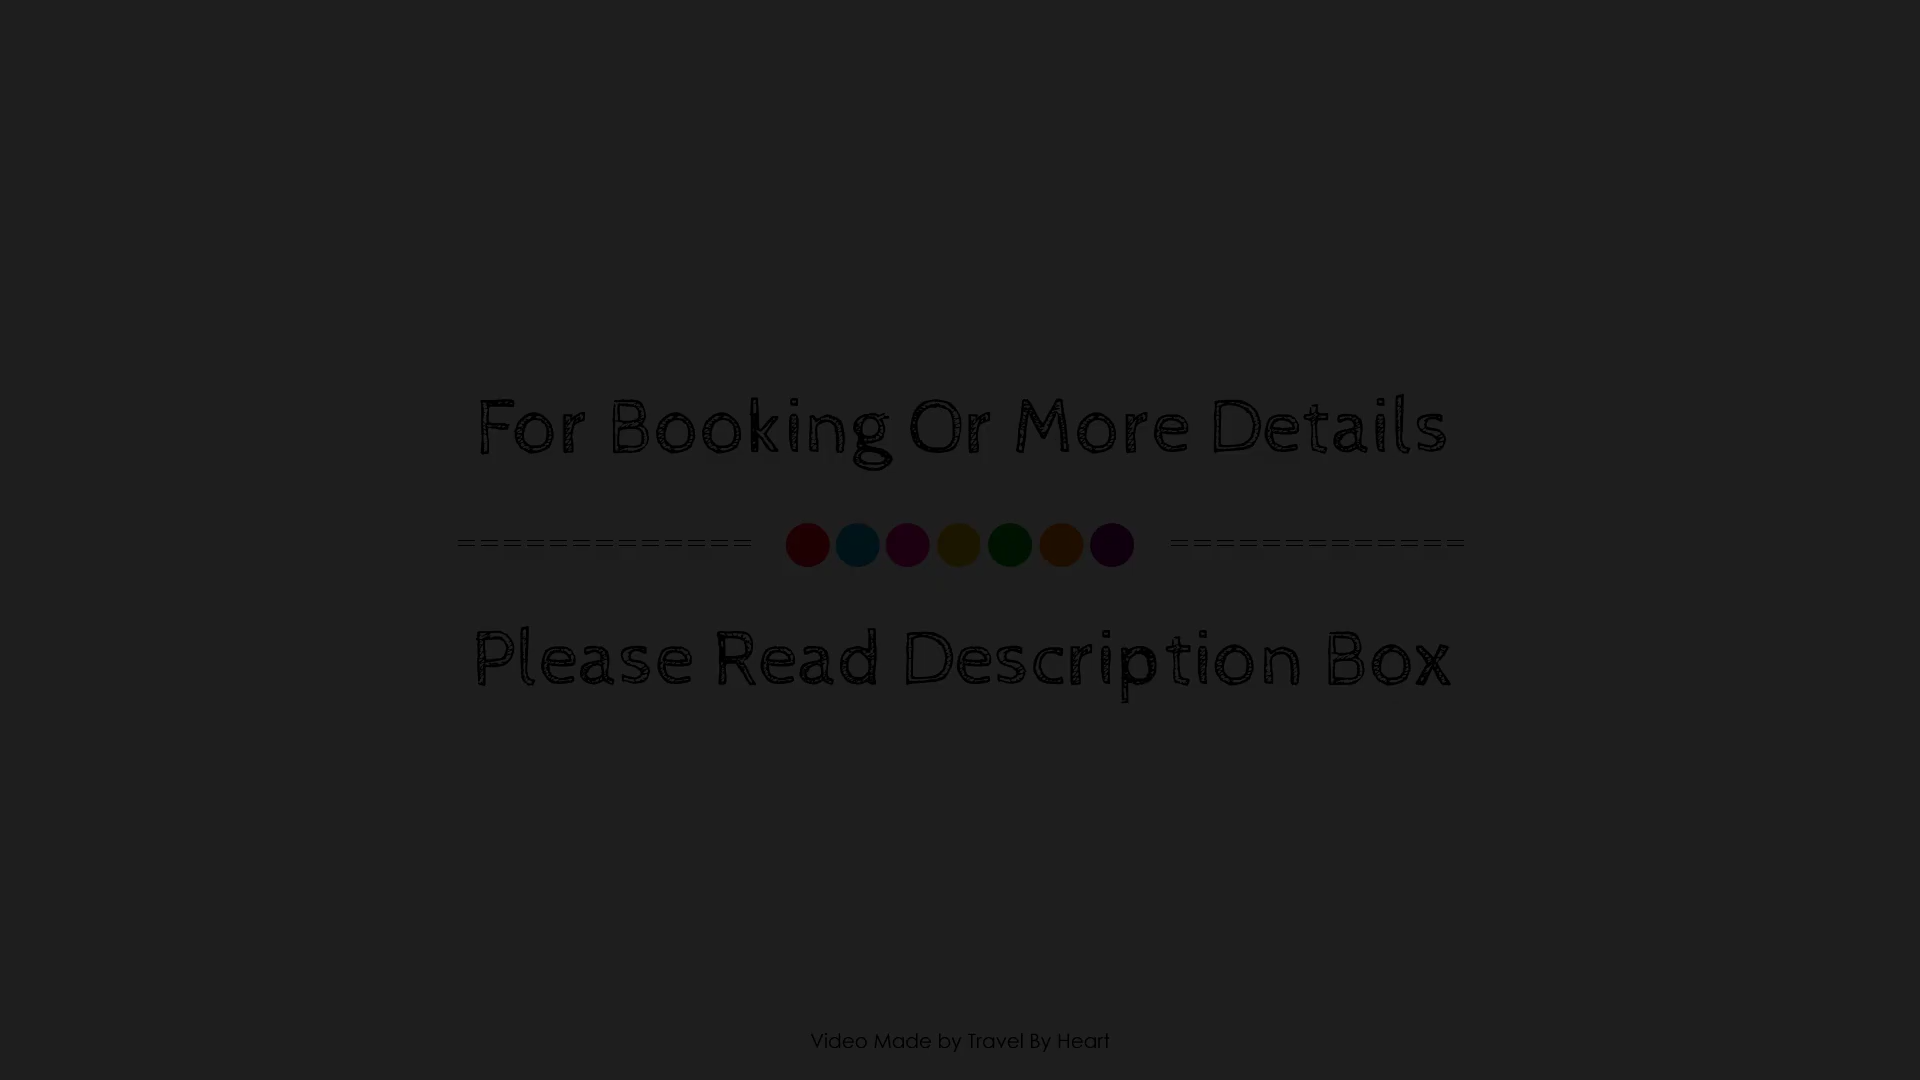 For Booking Or More Details
============= =============
Please Read Description Box
Video Made by Travel By Heart